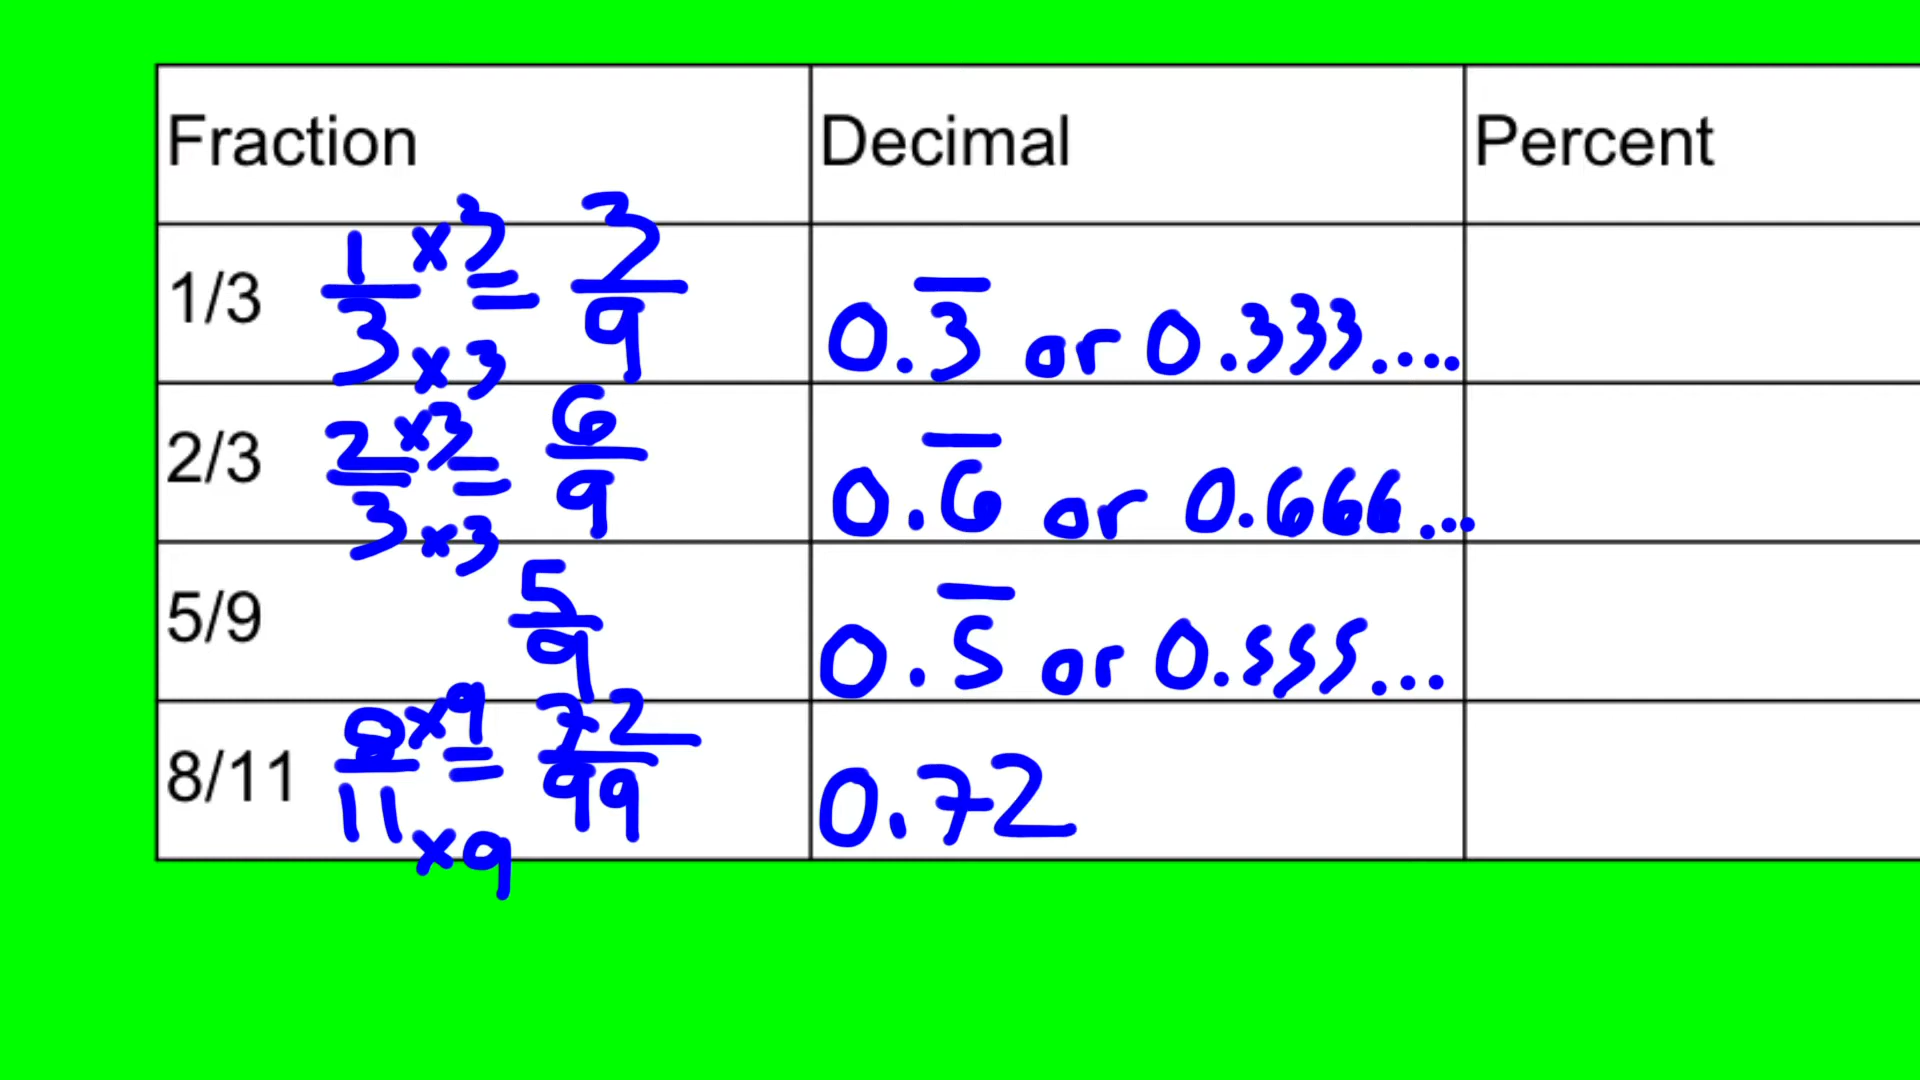 Fraction Decimal Percent
1/3 1/3 ×3/×3 = 3/9 0.3̅ or 0.333....
2/3 2/3 ×3/×3 = 6/9 0.6̅ or 0.666...
5/9 5/9 0.5̅ or 0.555...
8/11 8/11 ×9/×9 = 72/99 0.72